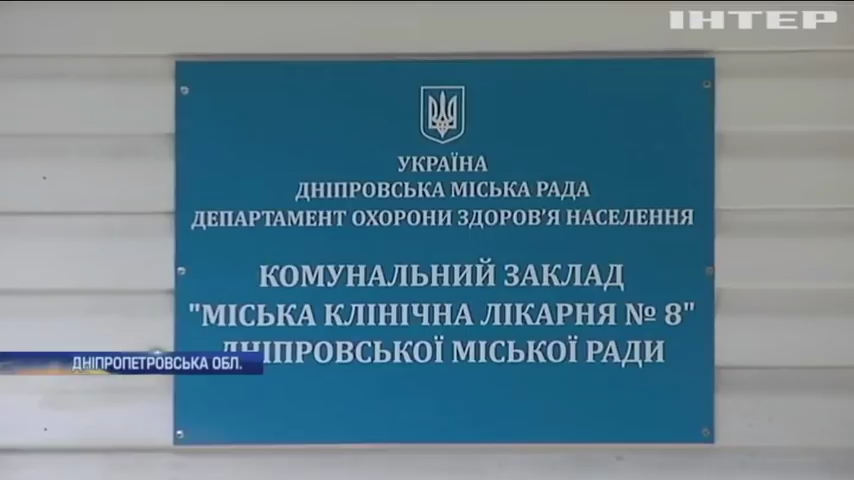 ІНТЕР
УКРАЇНА
ДНІПРОВСЬКА МІСЬКА РАДА
ДЕПАРТАМЕНТ ОХОРОНИ ЗДОРОВ'Я НАСЕЛЕННЯ
КОМУНАЛЬНИЙ ЗАКЛАД
"МІСЬКА КЛІНІЧНА ЛІКАРНЯ № 8"
ДНІПРОВСЬКОЇ МІСЬКОЇ РАДИ
ДНІПРОПЕТРОВСЬКА ОБЛ.